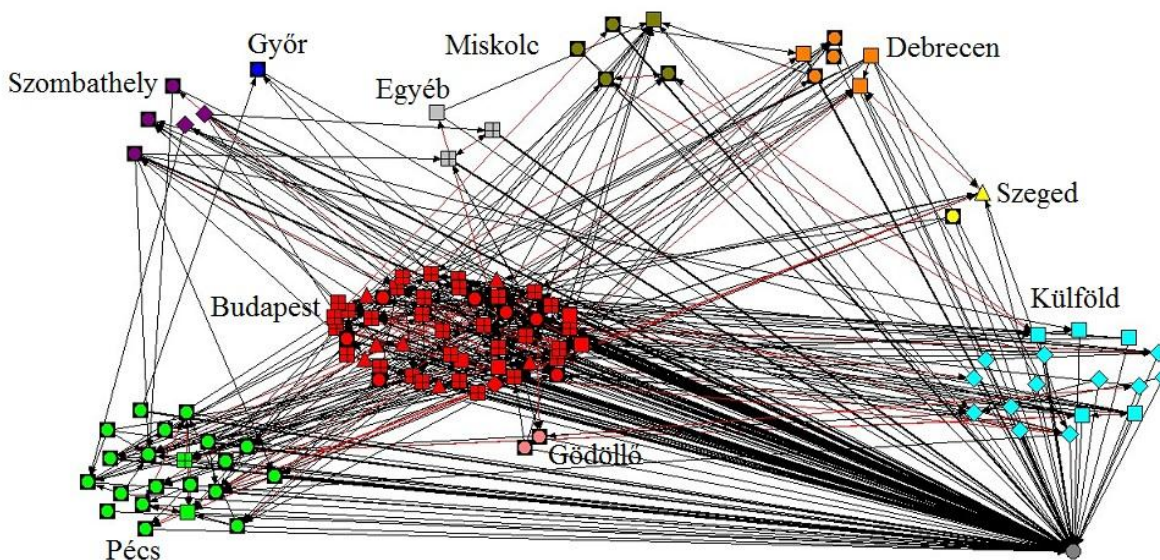 Győr
Miskolc
Debrecen
Szombathely
Egyéb
Szeged
Budapest
Külföld
Gödöllő
Pécs